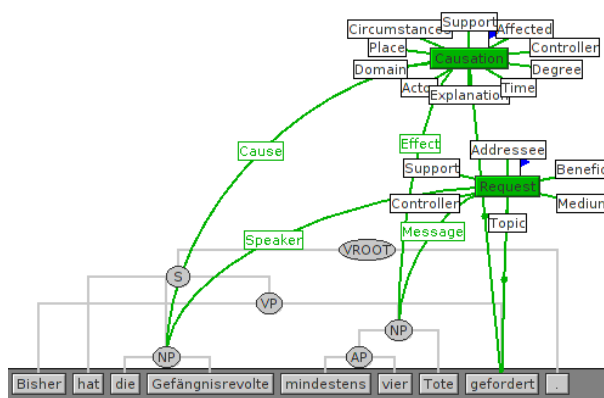 Support
Circumstances Affected
Place Causation Controller
Domain Degree
Acto Explanation Time
Cause Effect Addressee
Support Benefic
Request
Controller Medium
Speaker Message Topic
VROOT
S
VP
NP
NP AP
Bisher hat die Gefängnisrevolte mindestens vier Tote gefordert .